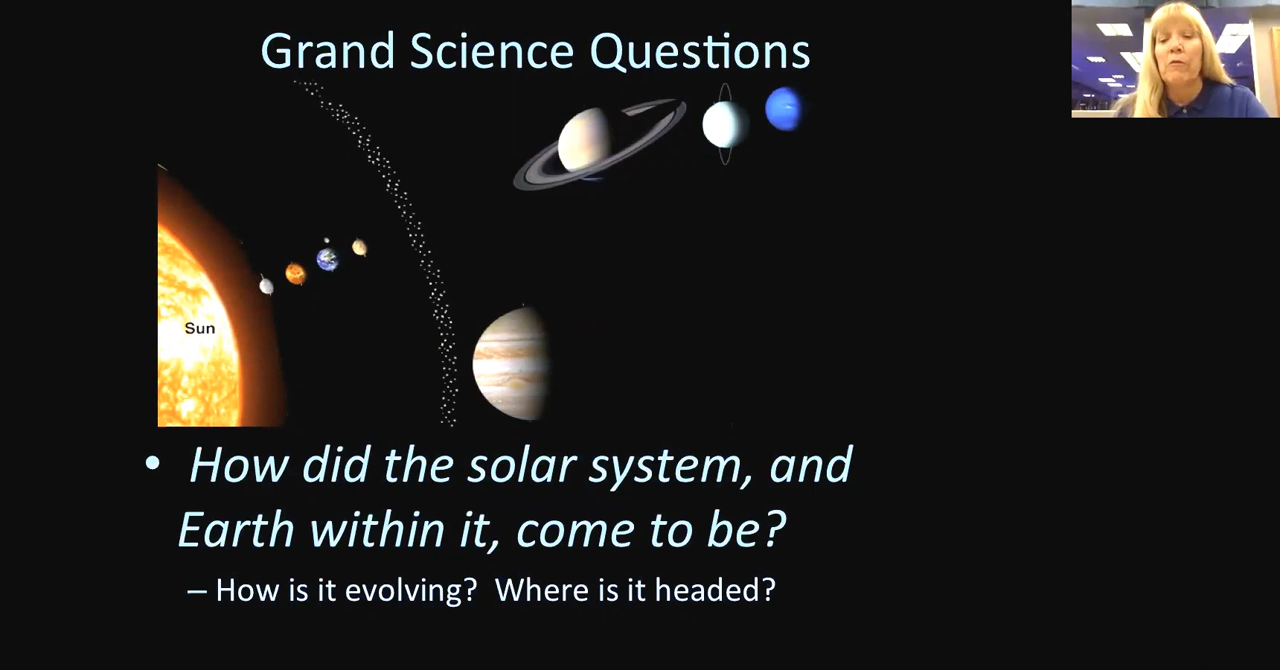 Grand Science Questions
Sun
• How did the solar system, and
Earth within it, come to be?
– How is it evolving?  Where is it headed?